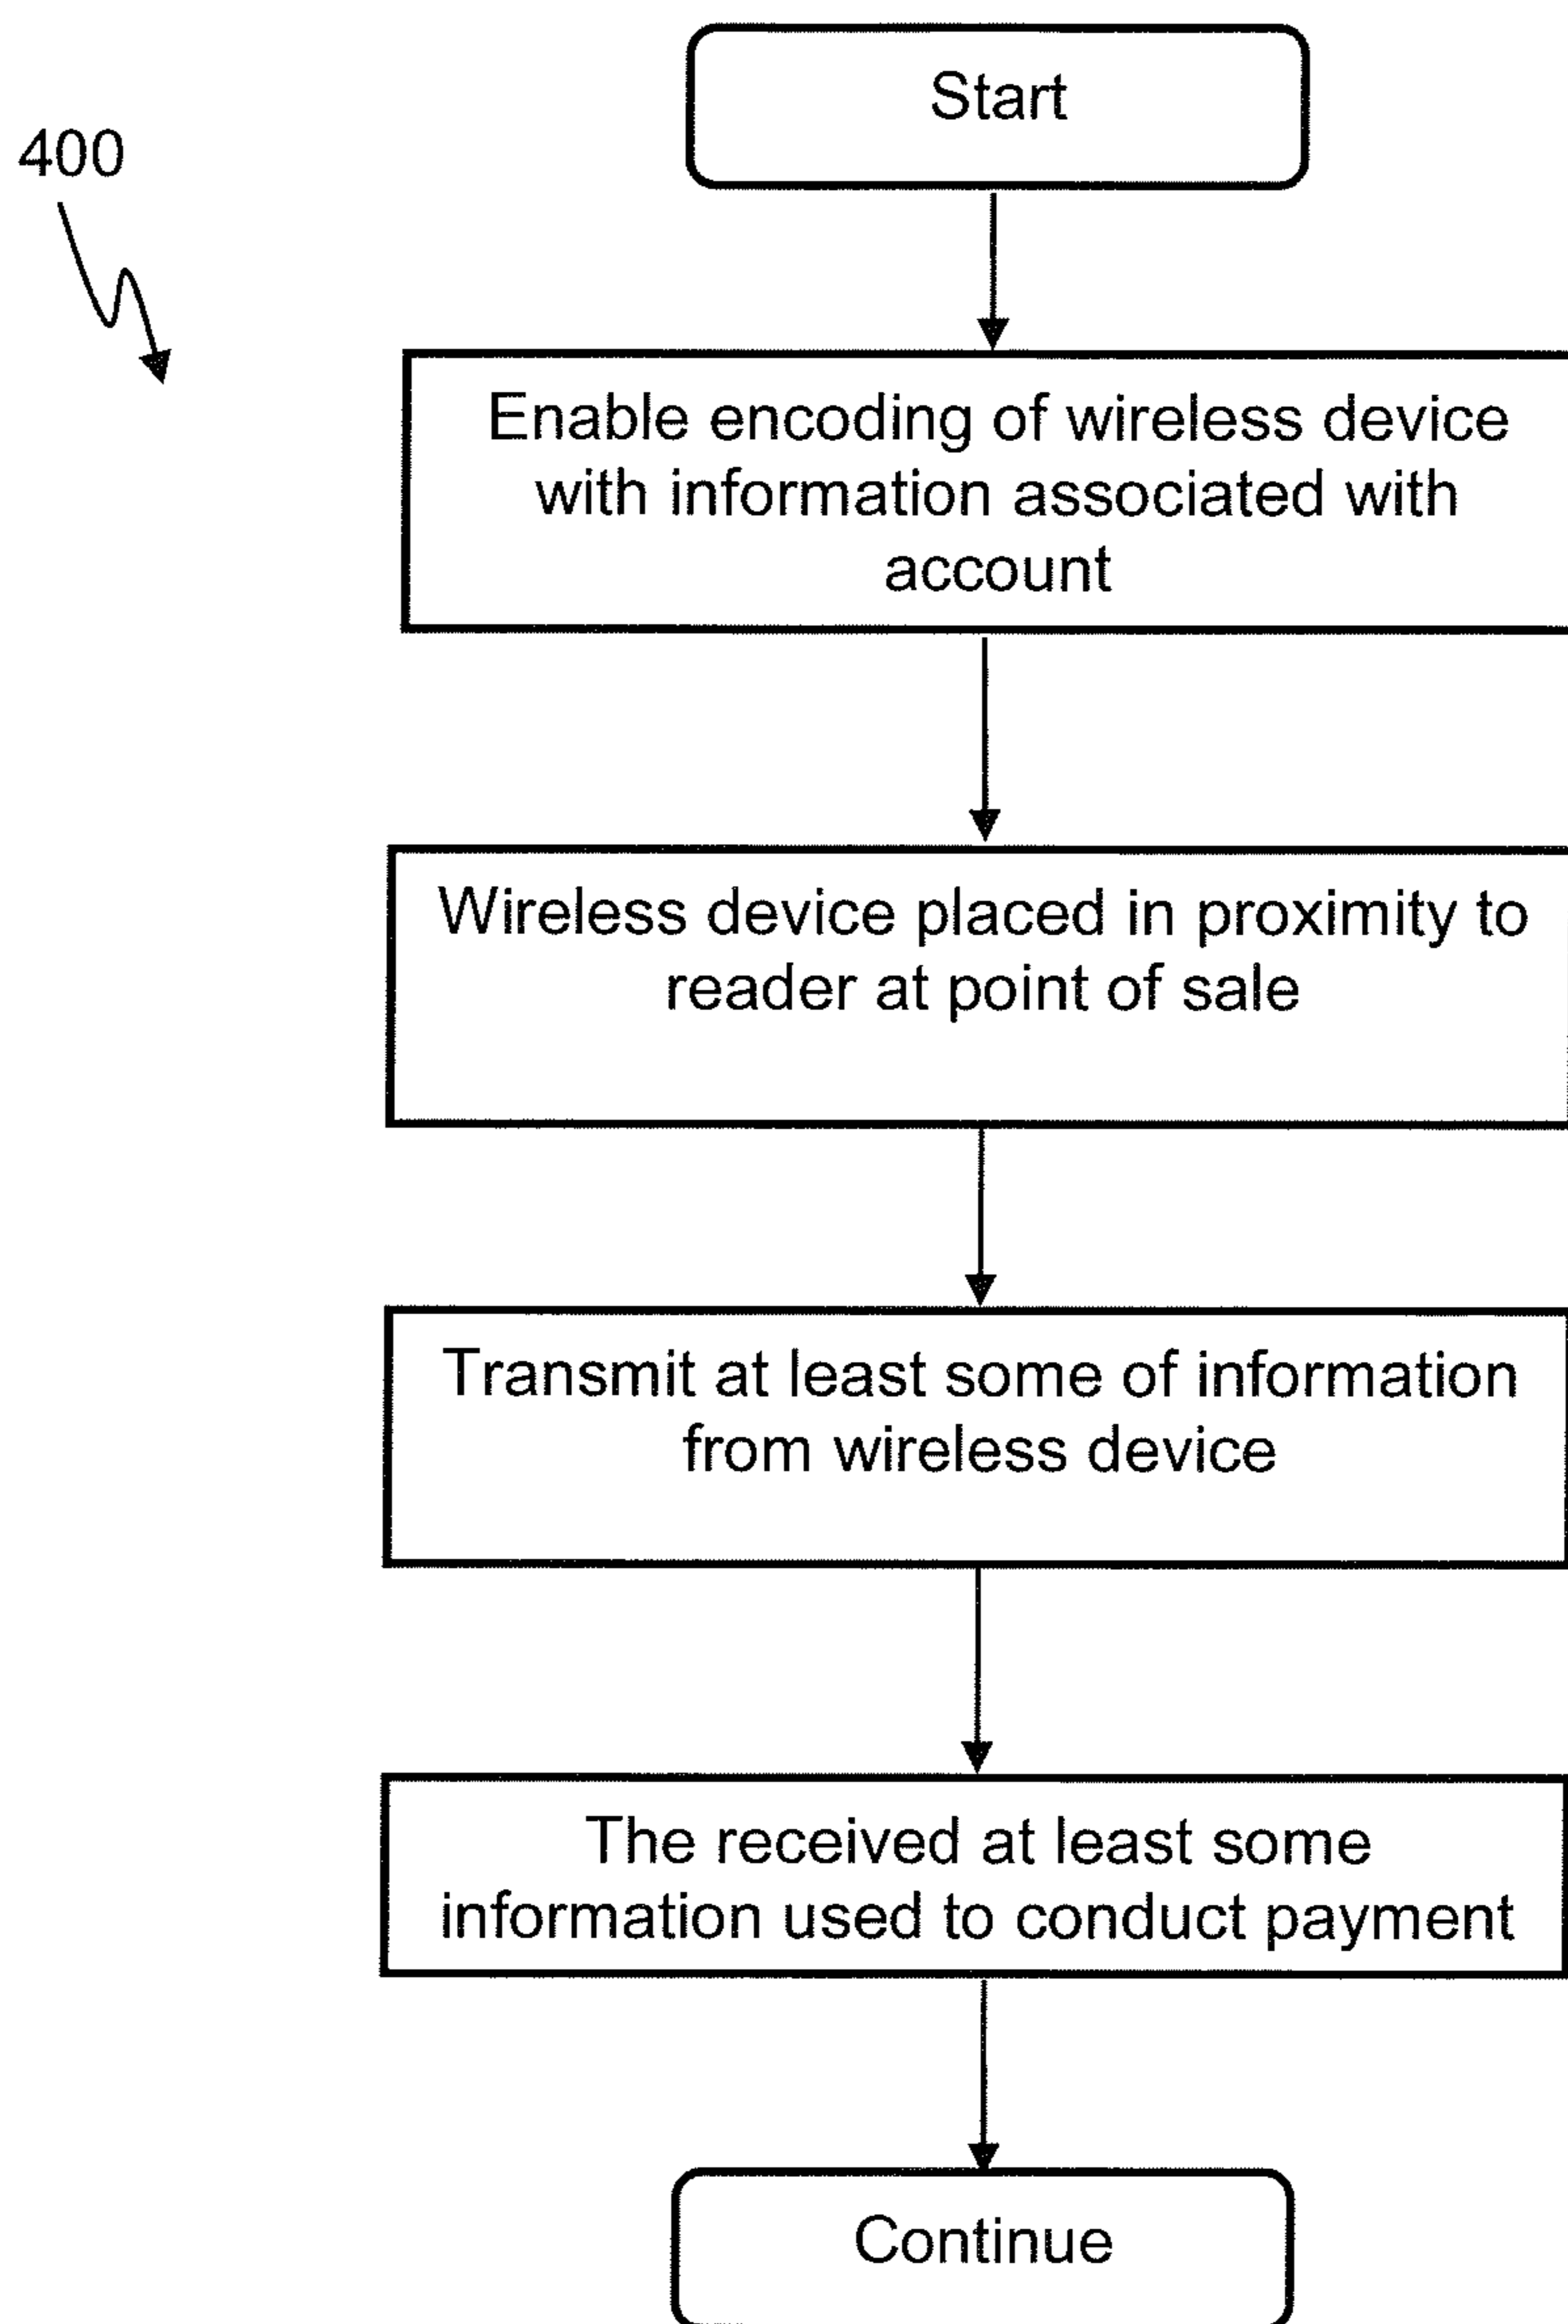 Start
400
Enable encoding of wireless device
with information associated with
account
Wireless device placed in proximity to
reader at point of sale
Transmit at least some of information
from wireless device
The received at least some
information used to conduct payment
Continue